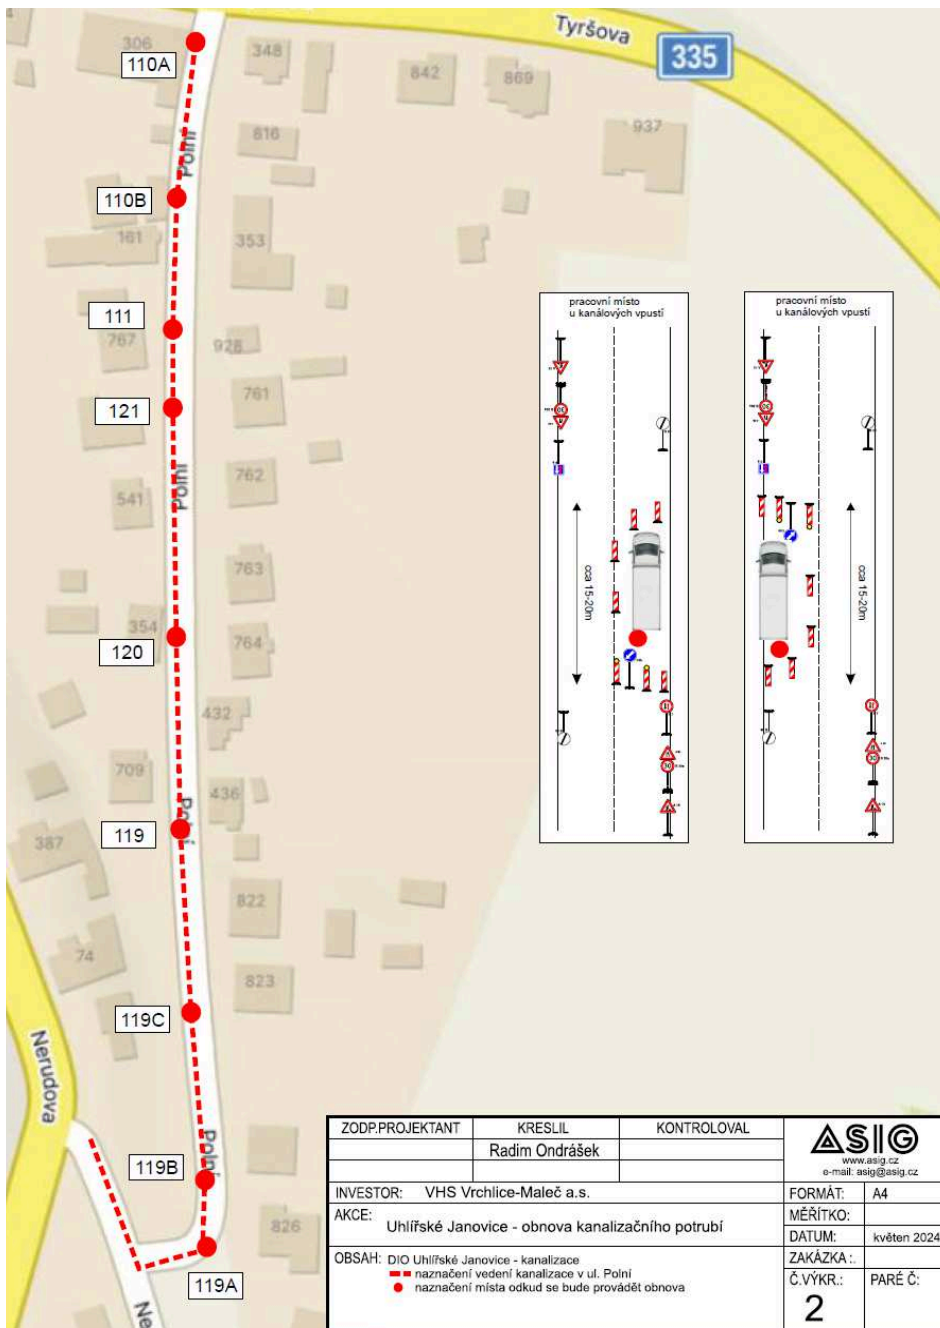 Tyršova
335
306
110A
348
842
869
937
816
Polní
110B
161
353
111
767
928
121
761
Polní
541
762
763
354
120
764
432
709
436
Polní
119
387
822
74
823
119C
Nerudova
119B
Polní
826
119A
Ne
pracovní místo
u kanálových vpustí
cca 15-20m
pracovní místo
u kanálových vpustí
cca 15-20m
ZODP.PROJEKTANT KRESLIL KONTROLOVAL
Radim Ondrášek
ASIG
www.asig.cz
e-mail: asig@asig.cz
INVESTOR: VHS Vrchlice-Maleč a.s.
FORMÁT: A4
AKCE: Uhlířské Janovice - obnova kanalizačního potrubí
MĚŘÍTKO:
DATUM: květen 2024
OBSAH: DIO Uhlířské Janovice - kanalizace
naznačení vedení kanalizace v ul. Polní
naznačení místa odkud se bude provádět obnova
ZAKÁZKA :
Č.VÝKR.: PARÉ Č:
2